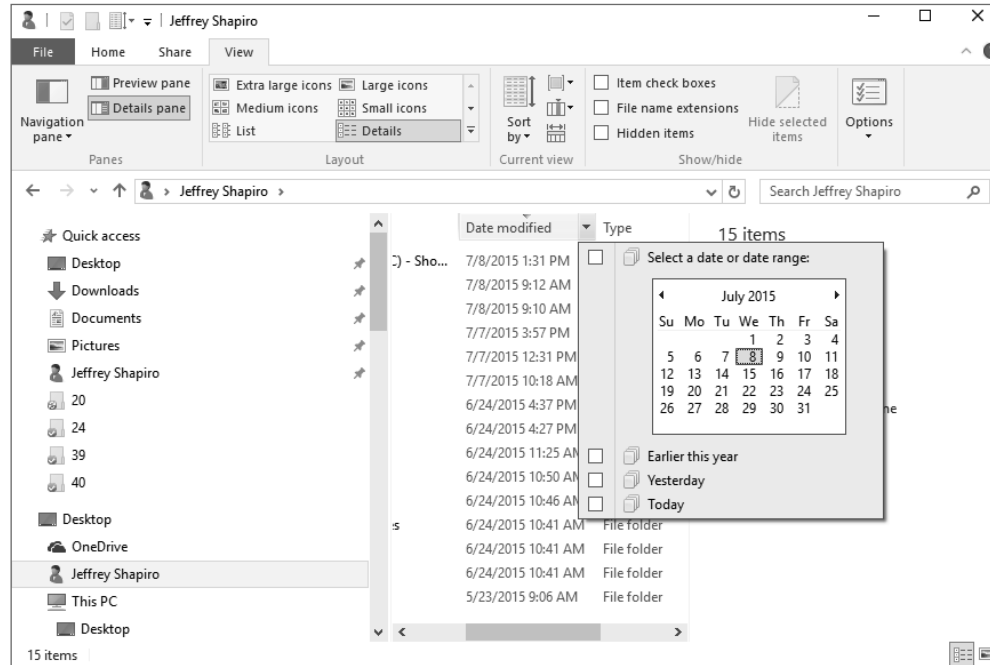 Jeffrey Shapiro
File Home Share View
Navigation pane
Preview pane
Details pane
Panes
Extra large icons Large icons
Medium icons Small icons
List Details
Layout
Sort by
Current view
Item check boxes
File name extensions
Hidden items
Hide selected items
Show/hide
Options
Jeffrey Shapiro
Search Jeffrey Shapiro
Quick access
Desktop
Downloads
Documents
Pictures
Jeffrey Shapiro
20
24
39
40
Desktop
OneDrive
Jeffrey Shapiro
This PC
Desktop
Date modified Type
C) - Sho... 7/8/2015 1:31 PM
7/8/2015 9:12 AM
7/8/2015 9:10 AM
7/7/2015 3:57 PM
7/7/2015 12:31 PM
7/7/2015 10:18 AM
6/24/2015 4:37 PM
6/24/2015 4:27 PM
6/24/2015 11:25 AM
6/24/2015 10:50 AM
6/24/2015 10:46 AM
es 6/24/2015 10:41 AM File folder
6/24/2015 10:41 AM File folder
6/24/2015 10:41 AM File folder
5/23/2015 9:06 AM File folder
15 items
Select a date or date range:
July 2015
Su Mo Tu We Th Fr Sa
1 2 3 4
5 6 7 8 9 10 11
12 13 14 15 16 17 18
19 20 21 22 23 24 25
26 27 28 29 30 31
Earlier this year
Yesterday
Today
ne
15 items